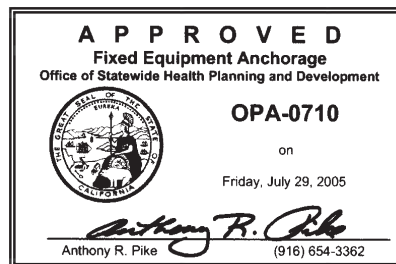 A P P R O V E D
Fixed Equipment Anchorage
Office of Statewide Health Planning and Development
THE GREAT SEAL OF THE STATE OF CALIFORNIA
EUREKA
OPA-0710
on
Friday, July 29, 2005
Anthony R. Pike
Anthony R. Pike (916) 654-3362